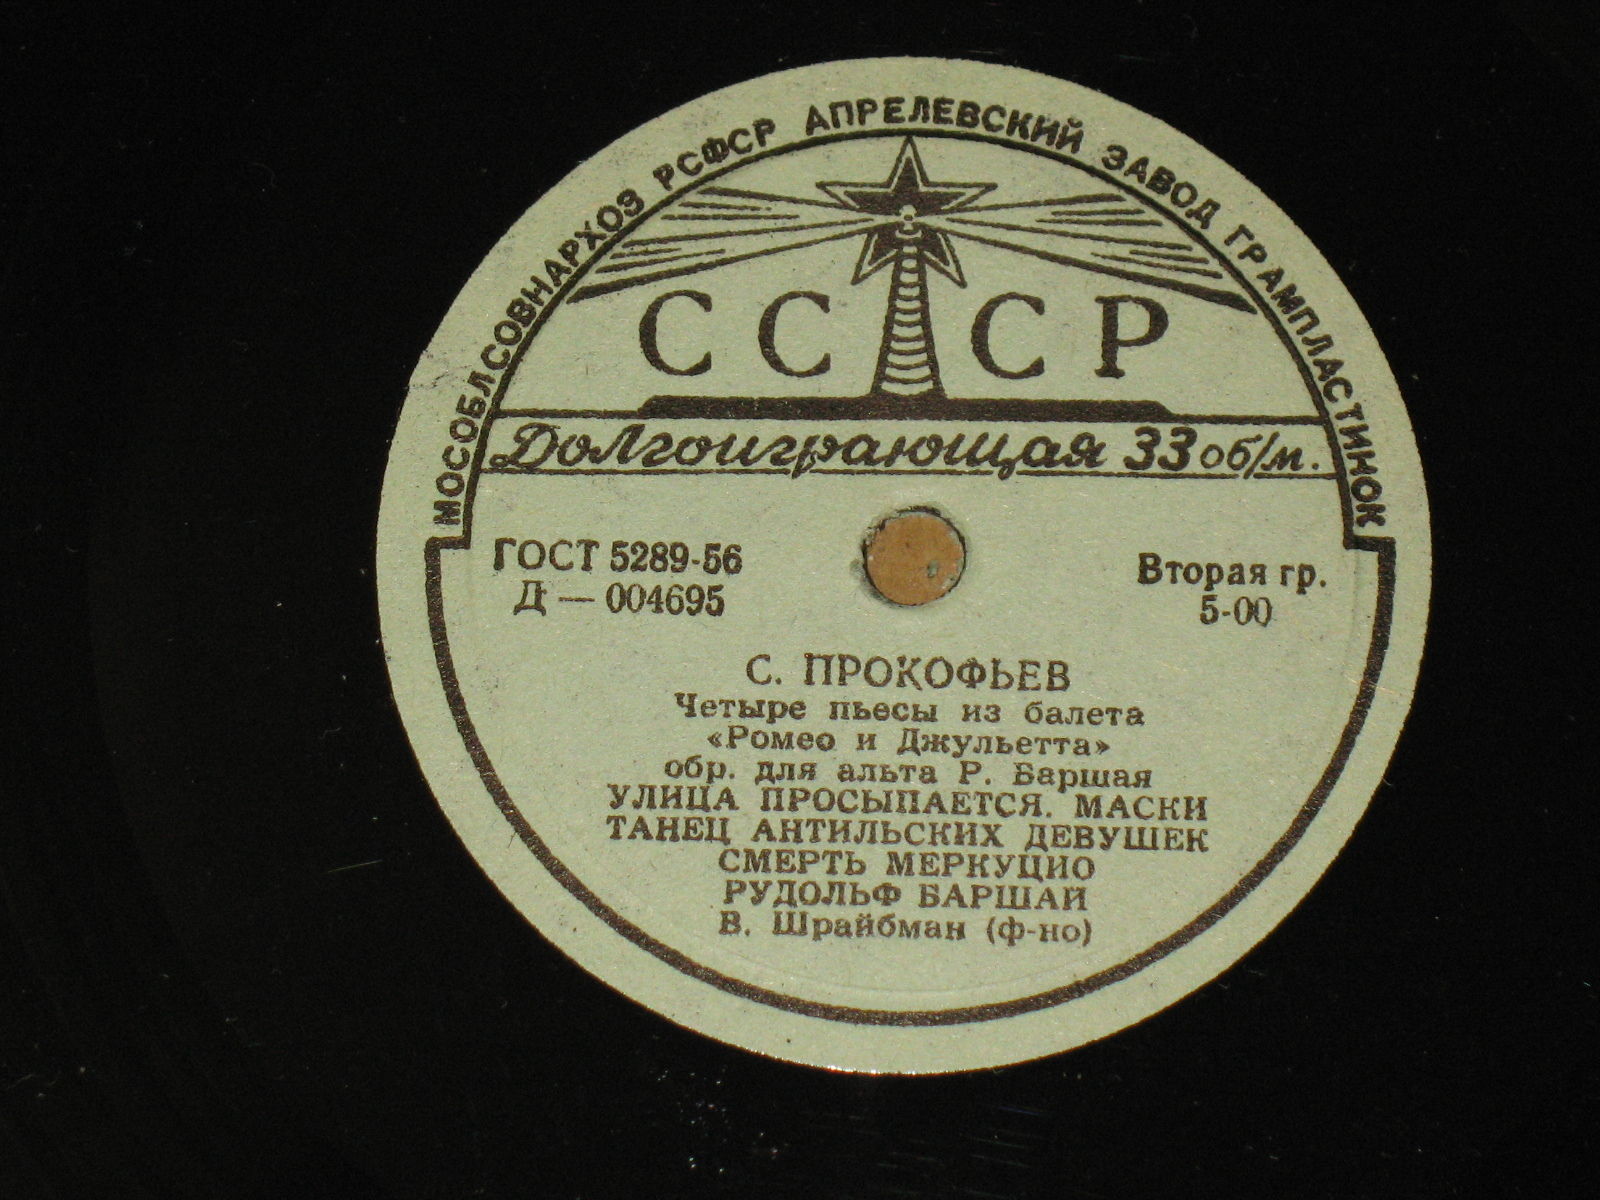 МОСОБЛСОВНАРХОЗ РСФСР АПРЕЛЕВСКИЙ ЗАВОД ГРАМПЛАСТИНОК
СССР
Долгоиграющая 33 об/м.
ГОСТ 5289-56
Д — 004695
Вторая гр.
5-00
С. ПРОКОФЬЕВ
Четыре пьесы из балета
«Ромео и Джульетта»
обр. для альта Р. Баршая
УЛИЦА ПРОСЫПАЕТСЯ. МАСКИ
ТАНЕЦ АНТИЛЬСКИХ ДЕВУШЕК
СМЕРТЬ МЕРКУЦИО
РУДОЛЬФ БАРШАЙ
В. Шрайбман (ф-но)